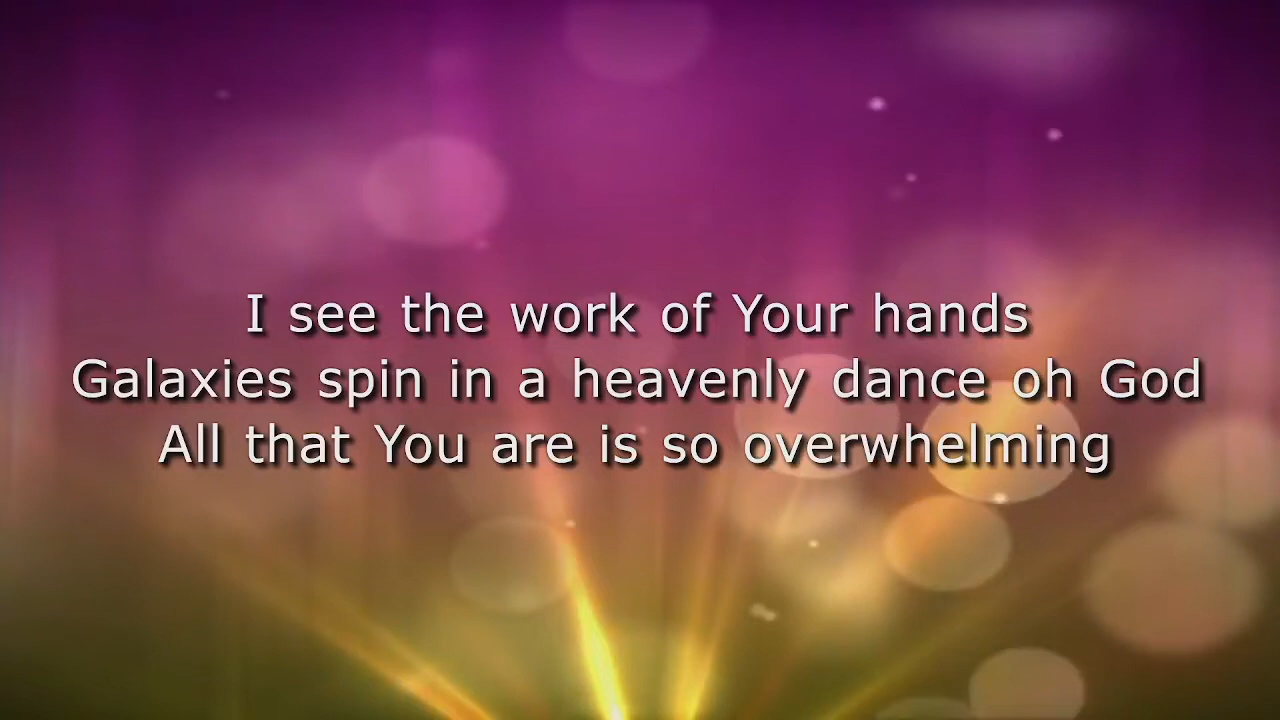 I see the work of Your hands
Galaxies spin in a heavenly dance oh God
All that You are is so overwhelming